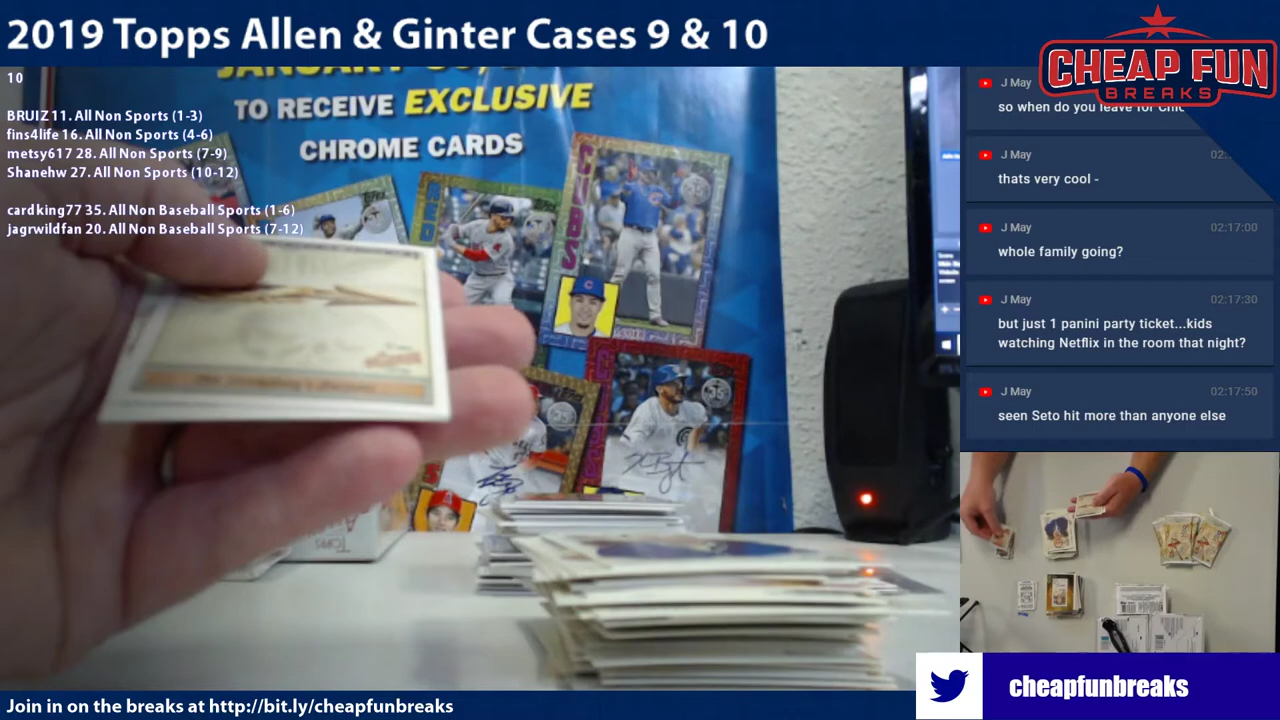 2019 Topps Allen & Ginter Cases 9 & 10
CHEAP FUN
BREAKS
10
BRUIZ 11. All Non Sports (1-3)
fins4life 16. All Non Sports (4-6)
metsy617 28. All Non Sports (7-9)
Shanehw 27. All Non Sports (10-12)
cardking77 35. All Non Baseball Sports (1-6)
jagrwildfan 20. All Non Baseball Sports (7-12)
TO RECEIVE EXCLUSIVE
CHROME CARDS
CUBS
J May
so when do you leave for
J May
thats very cool -
J May 02:17:00
whole family going?
J May 02:17:30
but just 1 panini party ticket...kids
watching Netflix in the room that night?
J May 02:17:50
seen Seto hit more than anyone else
cheapfunbreaks
Join in on the breaks at http://bit.ly/cheapfunbreaks